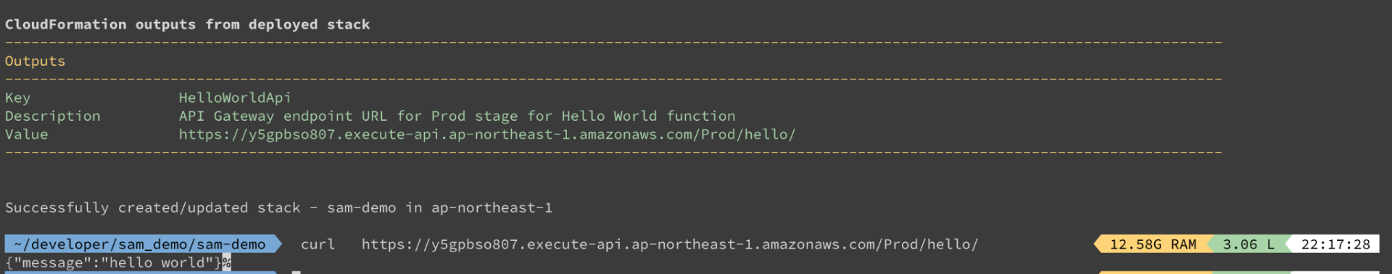 CloudFormation outputs from deployed stack
Outputs
Key HelloWorldApi
Description API Gateway endpoint URL for Prod stage for Hello World function
Value https://y5gpbso807.execute-api.ap-northeast-1.amazonaws.com/Prod/hello/
Successfully created/updated stack - sam-demo in ap-northeast-1
~/developer/sam_demo/sam-demo curl https://y5gpbso807.execute-api.ap-northeast-1.amazonaws.com/Prod/hello/ 12.58G RAM 3.06 L 22:17:28
{"message":"hello world"}%